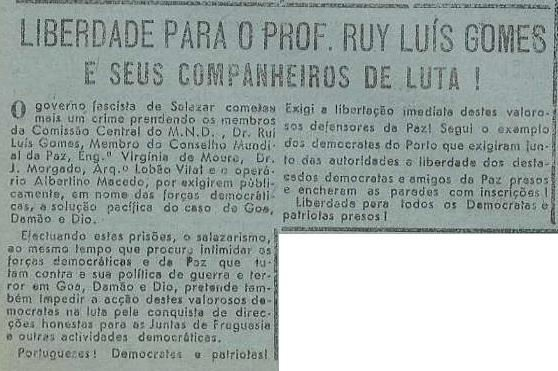 LIBERDADE PARA O PROF. RUY LUÍS GOMES
E SEUS COMPANHEIROS DE LUTA !
O governo fascista de Salazar cometeu
mais um crime prendendo os membros
da Comissão Central do M.N.D., Dr. Rui
Luís Gomes, Membro do Conselho Mundi-
al da Paz, Eng.ª Virgínia de Moura, Dr.
J. Morgado, Arq.º Lobão Vital e o operá-
rio Albertino Macedo, por exigirem públi-
camente, em nome das forças democráti-
cas, a solução pacífica do caso de Goa,
Damão e Dio.
Efectuando estas prisões, o salazarismo,
ao mesmo tempo que procura intimidar as
forças democráticas e da Paz que lu-
tam contra a sua política de guerra e ter-
ror em Goa, Damão e Dio, pretende tam-
bém impedir a acção destes valorosos de-
mocratas na luta pela conquista de direc-
ções honestas para as Juntas de Freguesia
e outras actividades democráticas.
Portugueses! Democratas e patriotas!
Exigi a libertação imediata destes valoro-
sos defensores da Paz! Segui o exemplo
dos democratas do Porto que exigiram jun-
to das autoridades a liberdade dos desta-
cados democratas e amigos da Paz presos
e encheram as paredes com inscrições !
Liberdade para todos os Democratas e
patriotas presos !